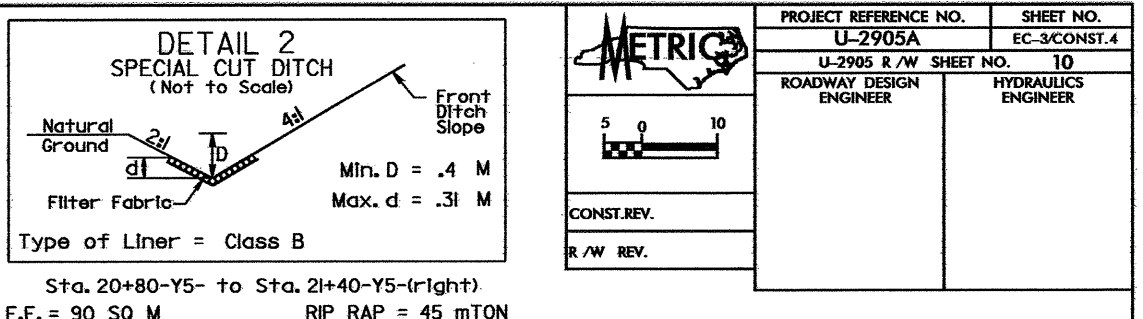 DETAIL 2
SPECIAL CUT DITCH
(Not to Scale)
Natural
Ground
2:1
4:1
D
d
Front
Ditch
Slope
Filter Fabric
Min. D = .4 M
Max. d = .31 M
Type of Liner = Class B
Sta. 20+80-Y5- to Sta. 21+40-Y5-(right)
F.F. = 90 SQ M RIP RAP = 45 mTON
METRIC
5 0 10
CONST.REV.
R/W REV.
PROJECT REFERENCE NO. SHEET NO.
U-2905A EC-3/CONST.4
U-2905 R/W SHEET NO. 10
ROADWAY DESIGN
ENGINEER
HYDRAULICS
ENGINEER